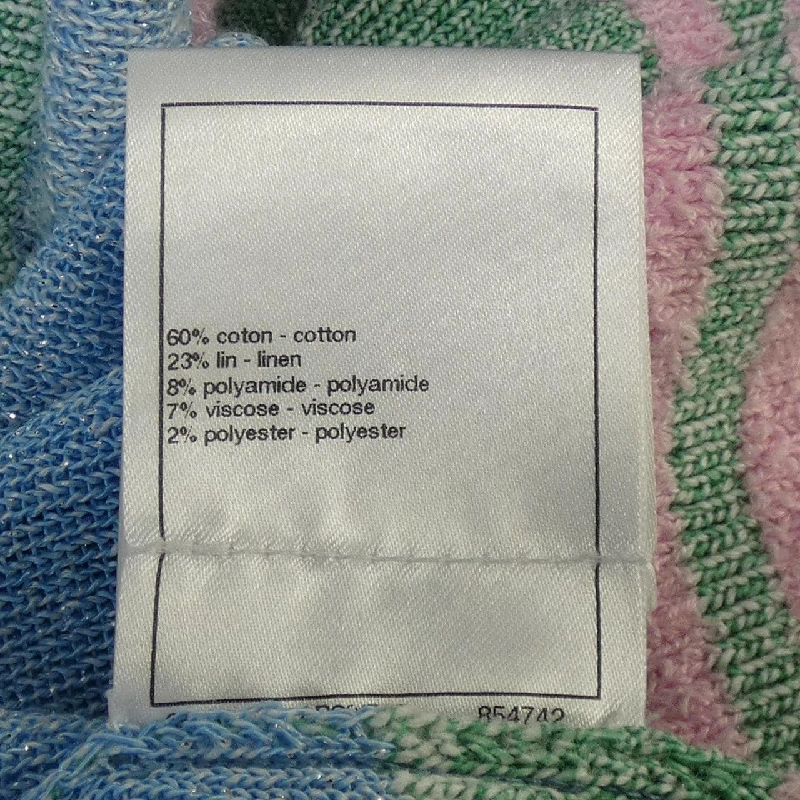 60% coton - cotton
23% lin - linen
8% polyamide - polyamide
7% viscose - viscose
2% polyester - polyester
854742